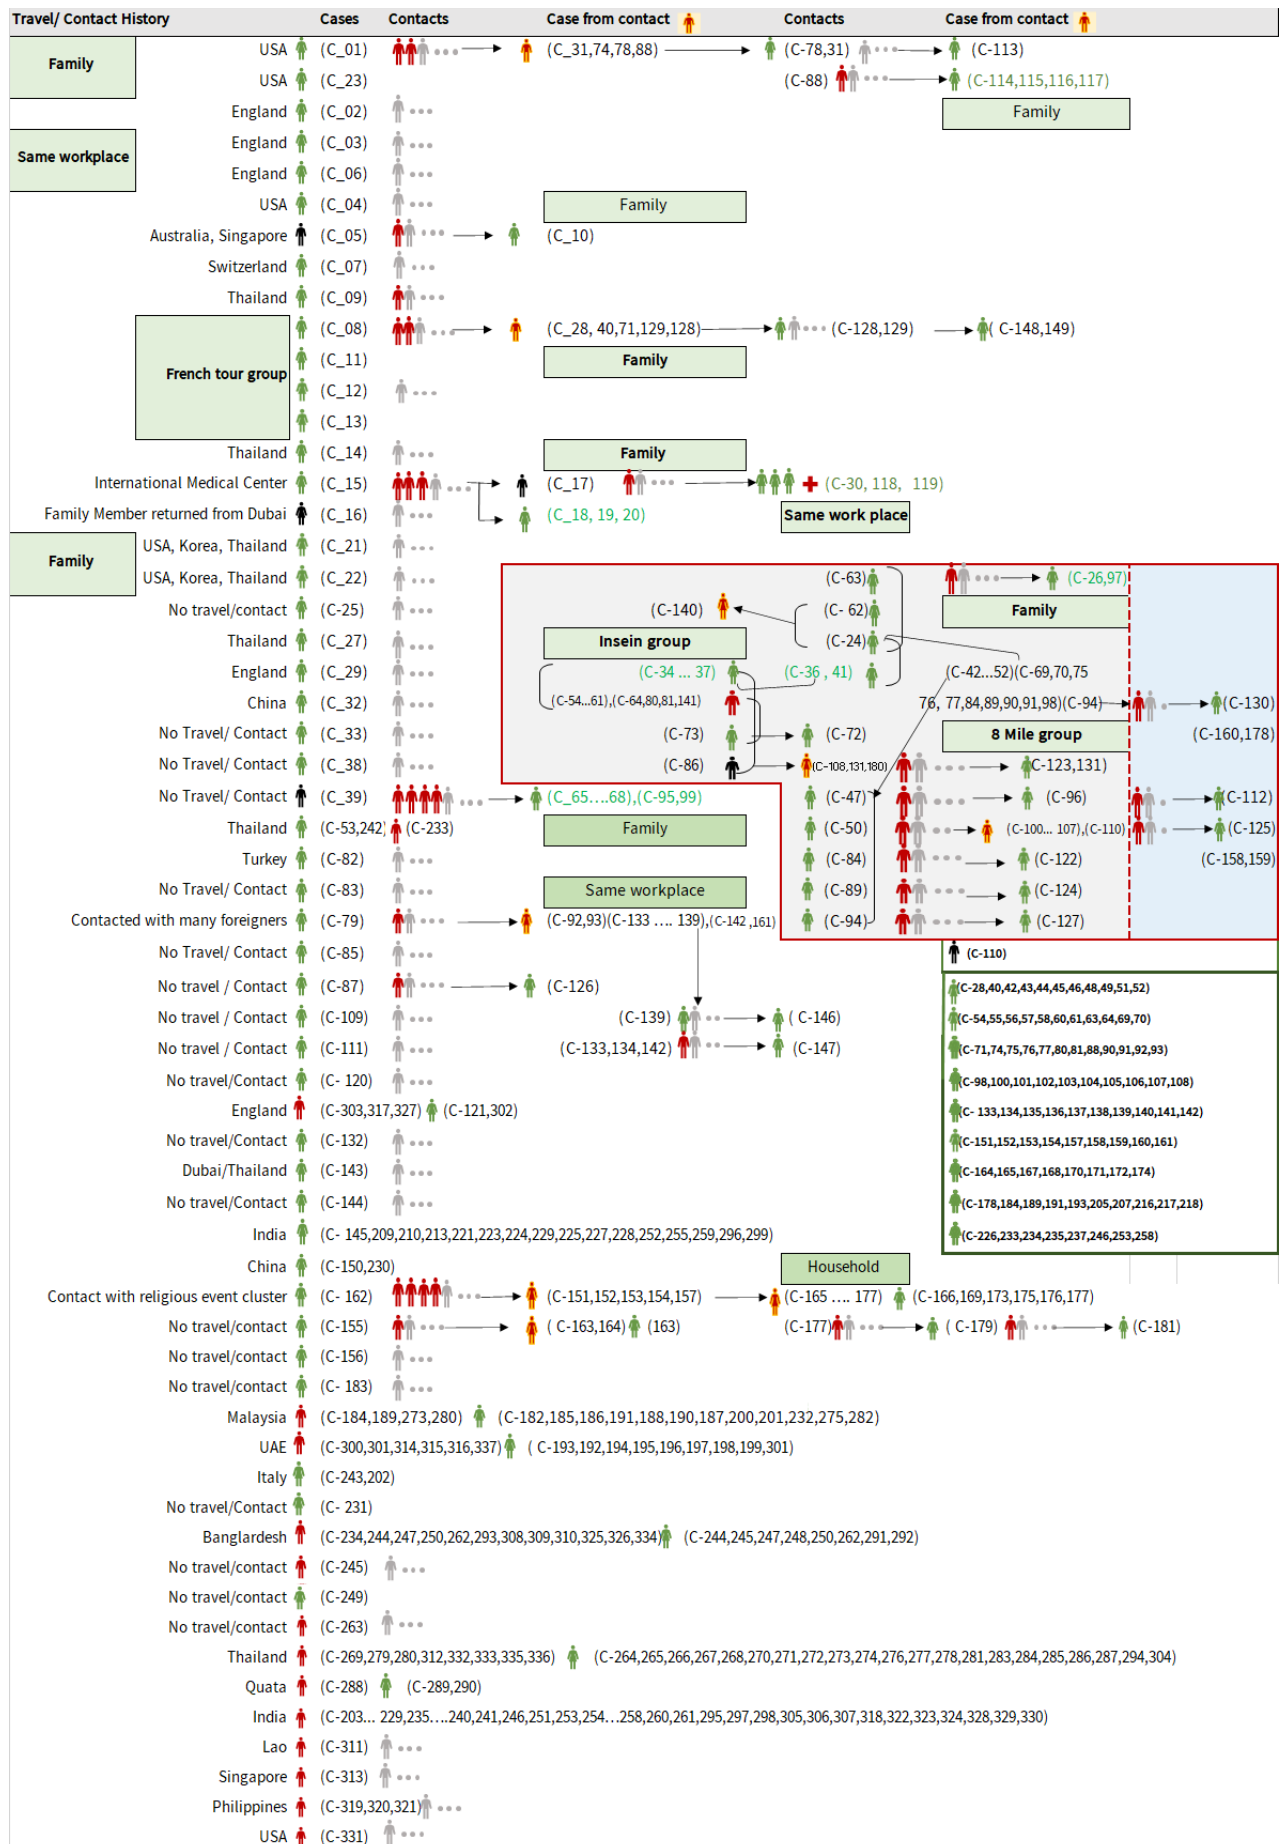 Travel/ Contact History Cases Contacts Case from contact Contacts Case from contact
Family
USA (C_01) (C_31,74,78,88) (C-78,31) (C-113)
USA (C_23) (C-88) (C-114,115,116,117)
England (C_02) Family
Same workplace
England (C_03)
England (C_06)
USA (C_04) Family
Australia, Singapore (C_05) (C_10)
Switzerland (C_07)
Thailand (C_09)
French tour group
(C_08) (C_28, 40,71,129,128) (C-128,129) ( C-148,149)
(C_11) Family
(C_12)
(C_13)
Thailand (C_14) Family
International Medical Center (C_15) (C_17) (C-30, 118, 119)
Family Member returned from Dubai (C_16) (C_18, 19, 20) Same work place
Family
USA, Korea, Thailand (C_21)
USA, Korea, Thailand (C_22) (C-63) (C-26,97)
No travel/contact (C-25) (C-140) (C- 62) Family
Thailand (C_27) Insein group (C-24)
England (C_29) (C-34 ... 37) (C-36 , 41) (C-42...52)(C-69,70,75
China (C_32) (C-54...61),(C-64,80,81,141) 76, 77,84,89,90,91,98)(C-94) (C-130)
No Travel/ Contact (C_33) (C-73) (C-72) 8 Mile group (C-160,178)
No Travel/ Contact (C_38) (C-86) (C-108,131,180) (C-123,131)
No Travel/ Contact (C_39) (C_65....68),(C-95,99) (C-47) (C-96) (C-112)
Thailand (C-53,242) (C-233) Family (C-50) (C-100... 107),(C-110) (C-125)
Turkey (C-82) (C-84) (C-122) (C-158,159)
No Travel/ Contact (C-83) Same workplace (C-89) (C-124)
Contacted with many foreigners (C-79) (C-92,93)(C-133 .... 139),(C-142 ,161) (C-94) (C-127)
No Travel/ Contact (C-85) (C-110)
No travel / Contact (C-87) (C-126) (C-28,40,42,43,44,45,46,48,49,51,52)
No travel / Contact (C-109) (C-139) ( C-146) (C-54,55,56,57,58,60,61,63,64,69,70)
No travel / Contact (C-111) (C-133,134,142) (C-147) (C-71,74,75,76,77,80,81,88,90,91,92,93)
No travel/Contact (C- 120) (C-98,100,101,102,103,104,105,106,107,108)
England (C-303,317,327) (C-121,302) (C- 133,134,135,136,137,138,139,140,141,142)
No travel/Contact (C-132) (C-151,152,153,154,157,158,159,160,161)
Dubai/Thailand (C-143) (C-164,165,167,168,170,171,172,174)
No travel/Contact (C-144) (C-178,184,189,191,193,205,207,216,217,218)
India (C- 145,209,210,213,221,223,224,229,225,227,228,252,255,259,296,299) (C-226,233,234,235,237,246,253,258)
China (C-150,230) Household
Contact with religious event cluster (C- 162) (C-151,152,153,154,157) (C-165 .... 177) (C-166,169,173,175,176,177)
No travel/contact (C-155) ( C-163,164) (163) (C-177) ( C-179) (C-181)
No travel/contact (C-156)
No travel/contact (C- 183)
Malaysia (C-184,189,273,280) (C-182,185,186,191,188,190,187,200,201,232,275,282)
UAE (C-300,301,314,315,316,337) ( C-193,192,194,195,196,197,198,199,301)
Italy (C-243,202)
No travel/Contact (C- 231)
Banglardesh (C-234,244,247,250,262,293,308,309,310,325,326,334) (C-244,245,247,248,250,262,291,292)
No travel/contact (C-245)
No travel/contact (C-249)
No travel/contact (C-263)
Thailand (C-269,279,280,312,332,333,335,336) (C-264,265,266,267,268,270,271,272,273,274,276,277,278,281,283,284,285,286,287,294,304)
Quata (C-288) (C-289,290)
India (C-203... 229,235....240,241,246,251,253,254...258,260,261,295,297,298,305,306,307,318,322,323,324,328,329,330)
Lao (C-311)
Singapore (C-313)
Philippines (C-319,320,321)
USA (C-331)